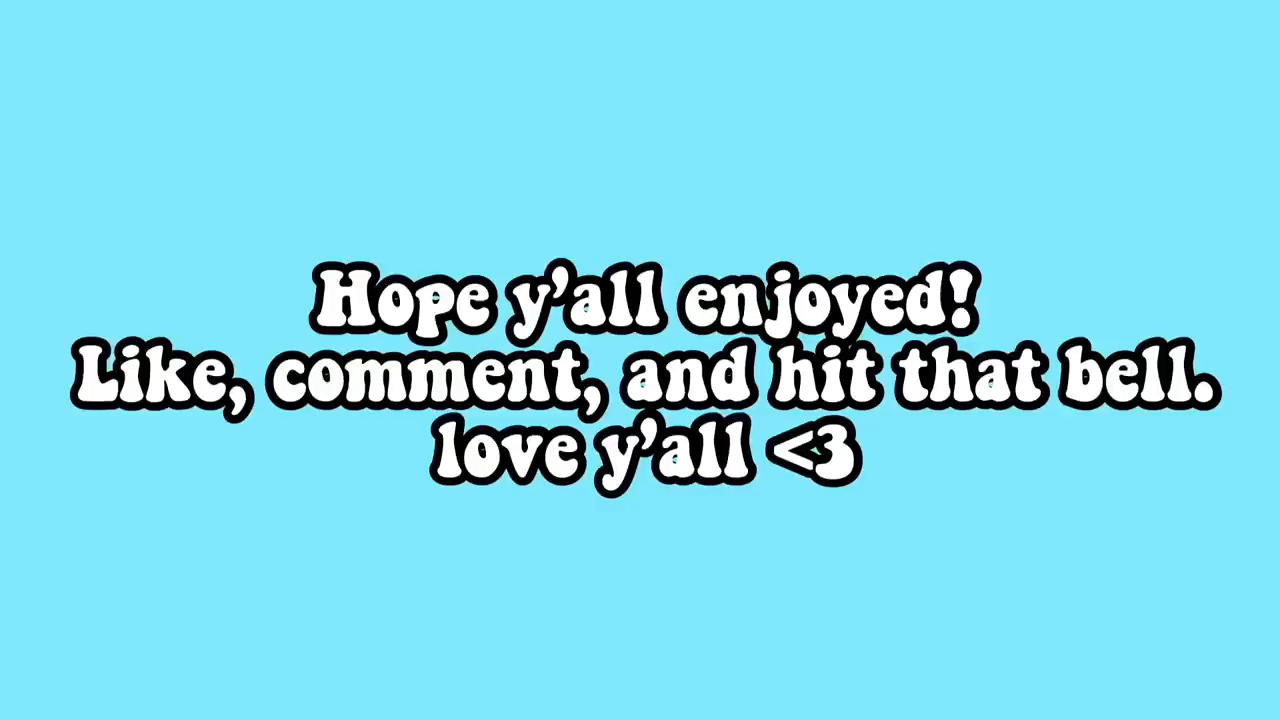 Hope y’all enjoyed!
Like, comment, and hit that bell.
love y’all <3